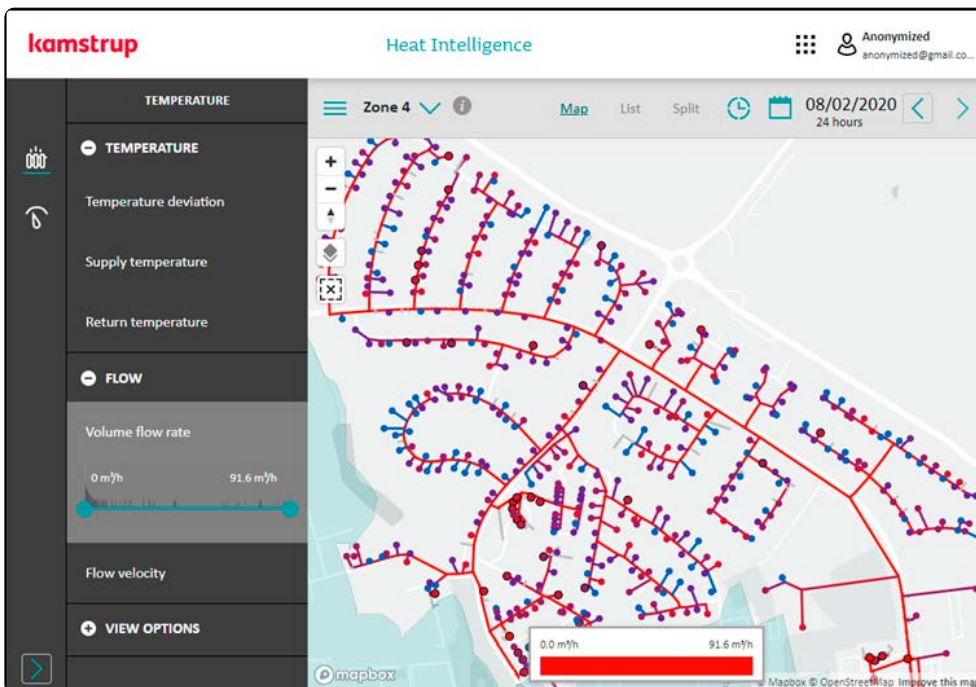 kamstrup
Heat Intelligence
Anonymized
anonymized@gmail.co...
TEMPERATURE
Zone 4
Map
List
Split
08/02/2020
24 hours
TEMPERATURE
Temperature deviation
Supply temperature
Return temperature
FLOW
Volume flow rate
0 m³/h
91.6 m³/h
Flow velocity
VIEW OPTIONS
0.0 m³/h
91.6 m³/h
mapbox
© Mapbox © OpenStreetMap Improve this map